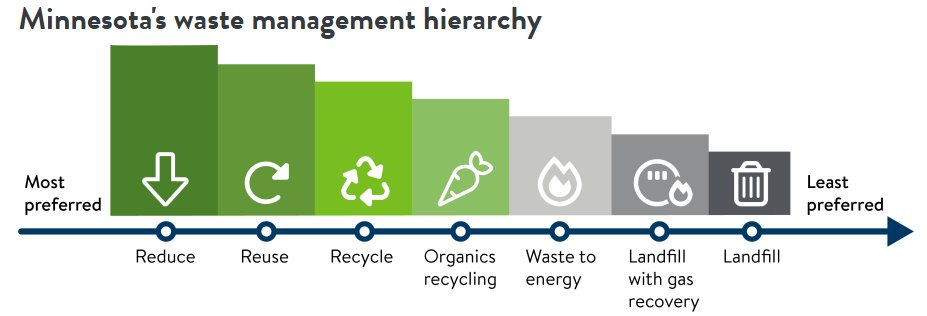 Minnesota's waste management hierarchy
Most
preferred
Least
preferred
Reduce
Reuse
Recycle
Organics
recycling
Waste to
energy
Landfill
with gas
recovery
Landfill